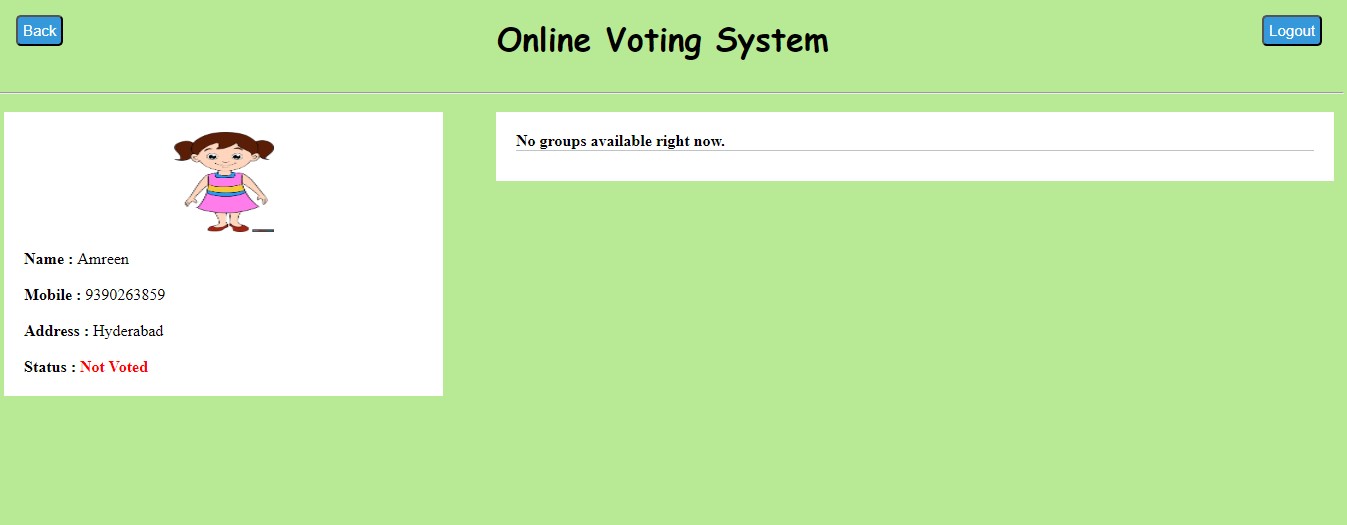 Back
Online Voting System
Logout
No groups available right now.
Name : Amreen
Mobile : 9390263859
Address : Hyderabad
Status : Not Voted